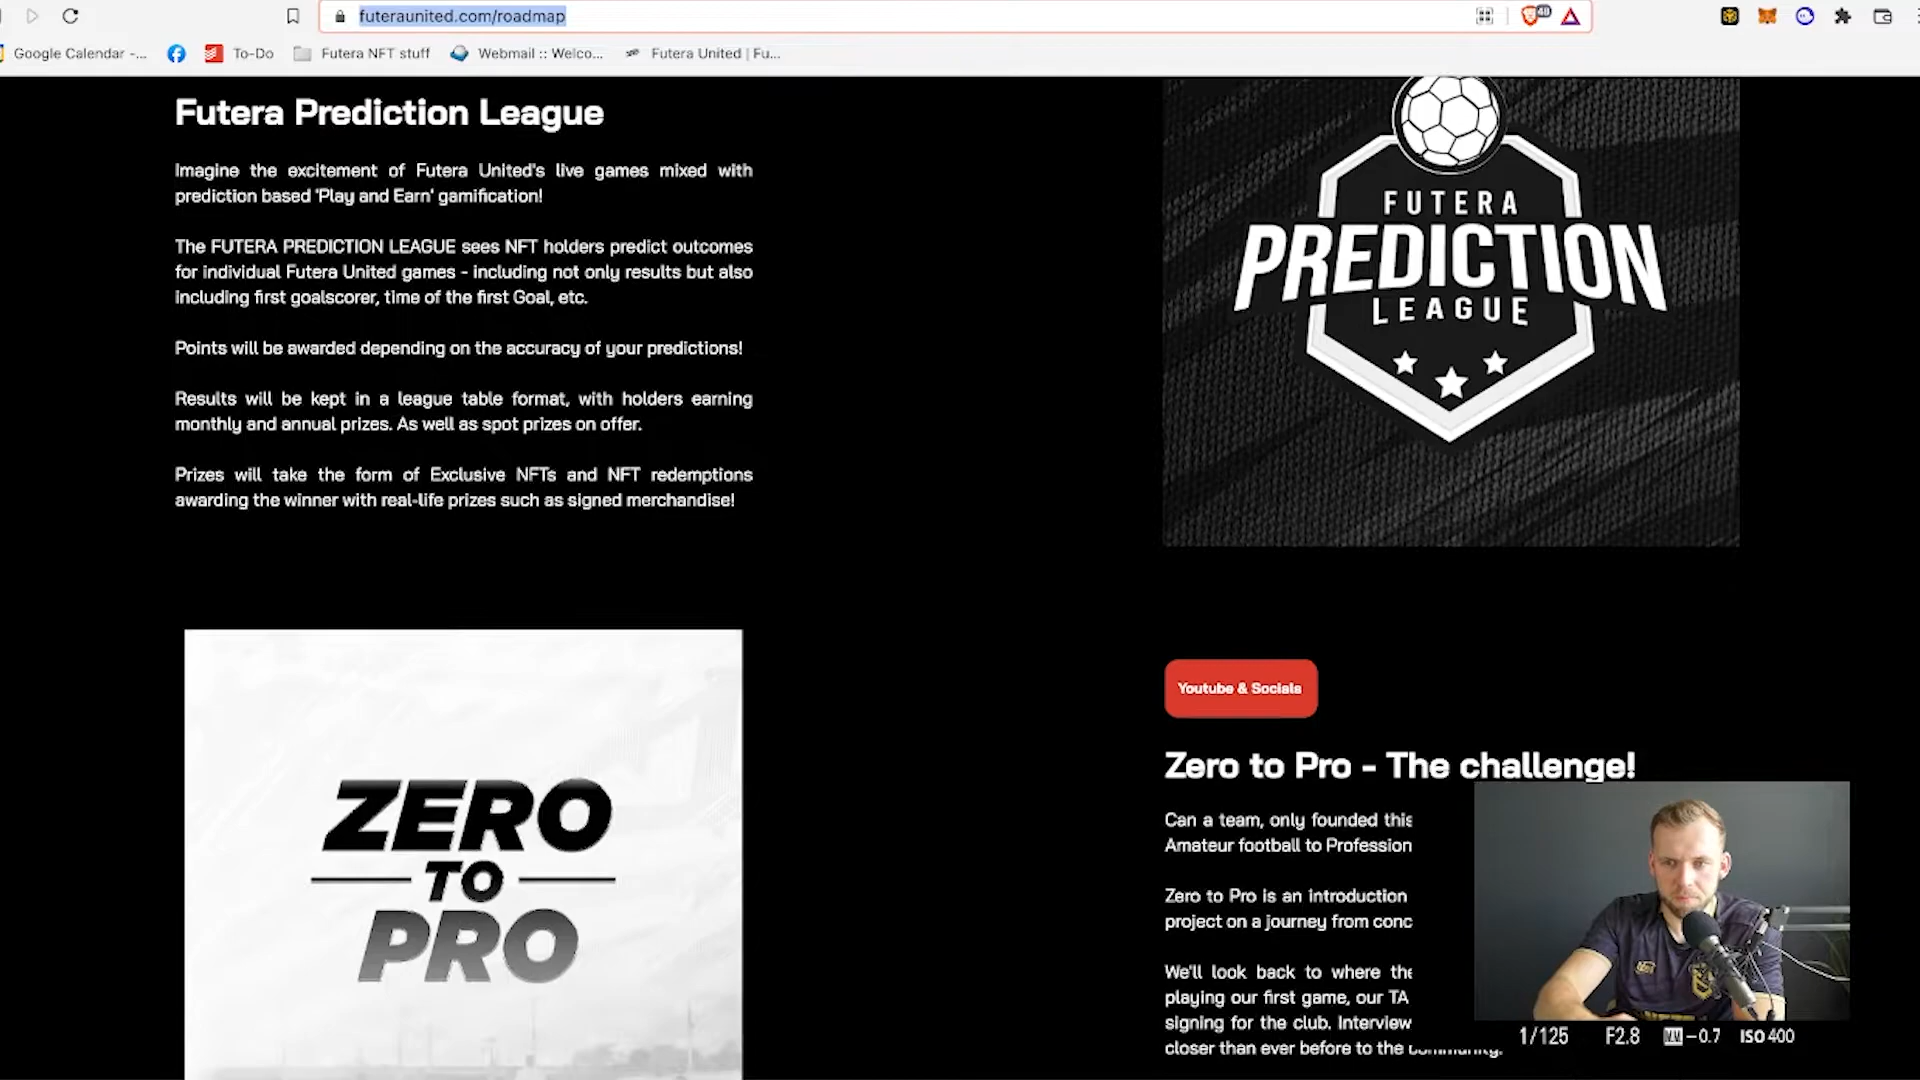 futeraunited.com/roadmap
48
Google Calendar -...
To-Do
Futera NFT stuff
Webmail :: Welco...
Futera United | Fu...
Futera Prediction League
Imagine the excitement of Futera United's live games mixed with
prediction based 'Play and Earn' gamification!
The FUTERA PREDICTION LEAGUE sees NFT holders predict outcomes
for individual Futera United games - including not only results but also
including first goalscorer, time of the first Goal, etc.
Points will be awarded depending on the accuracy of your predictions!
Results will be kept in a league table format, with holders earning
monthly and annual prizes. As well as spot prizes on offer.
Prizes will take the form of Exclusive NFTs and NFT redemptions
awarding the winner with real-life prizes such as signed merchandise!
FUTERA
PREDICTION
LEAGUE
ZERO
TO
PRO
Youtube & Socials
Zero to Pro - The challenge!
Can a team, only founded this
Amateur football to Profession
Zero to Pro is an introduction
project on a journey from conc
We'll look back to where the
playing our first game, our TA
signing for the club. Interview
closer than ever before to the community.
1/125 F2.8 -0.7 ISO 400